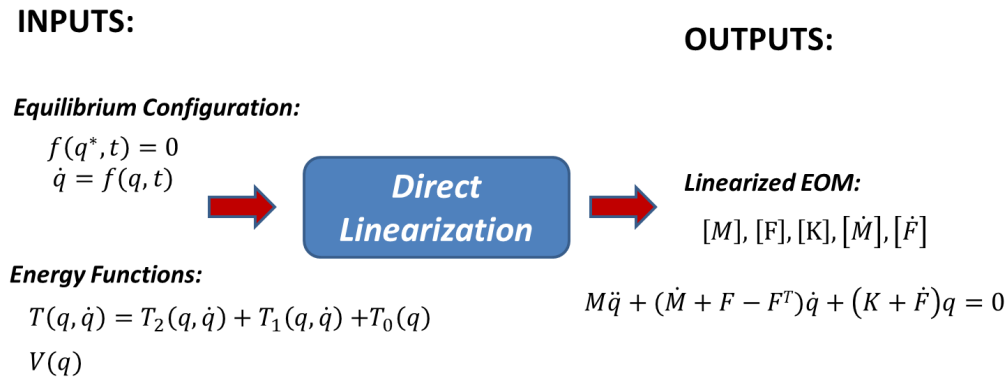 INPUTS:
Equilibrium Configuration:
f(q*, t) = 0
q̇ = f(q, t)
Energy Functions:
T(q, q̇) = T₂(q, q̇) + T₁(q, q̇) +T₀(q)
V(q)
Direct
Linearization
OUTPUTS:
Linearized EOM:
[M], [F], [K], [Ṁ], [Ḟ]
Mq̈ + (Ṁ + F − Fᵀ)q̇ + (K + Ḟ)q = 0